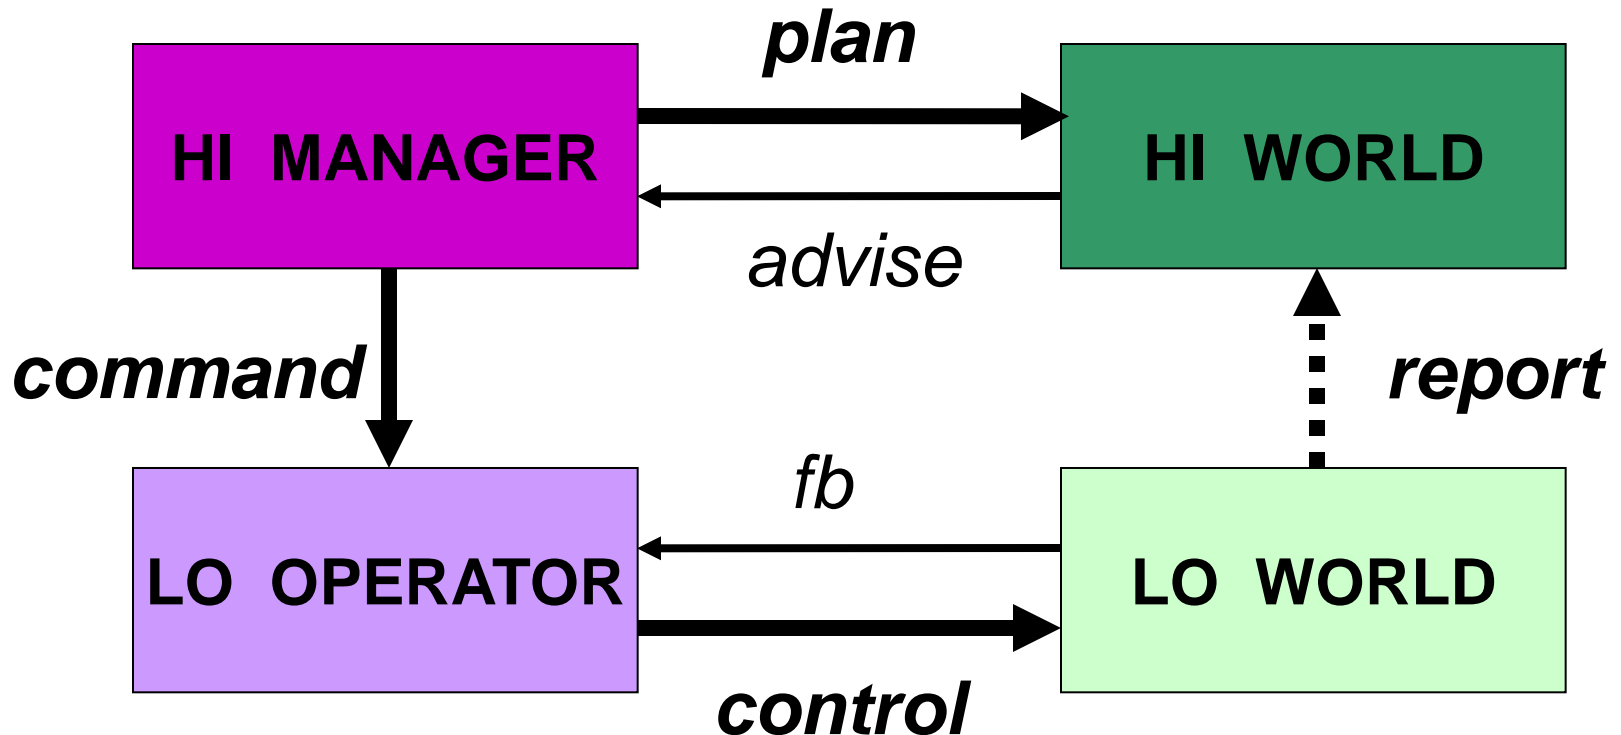 plan
HI MANAGER
HI WORLD
advise
command
report
fb
LO OPERATOR
LO WORLD
control